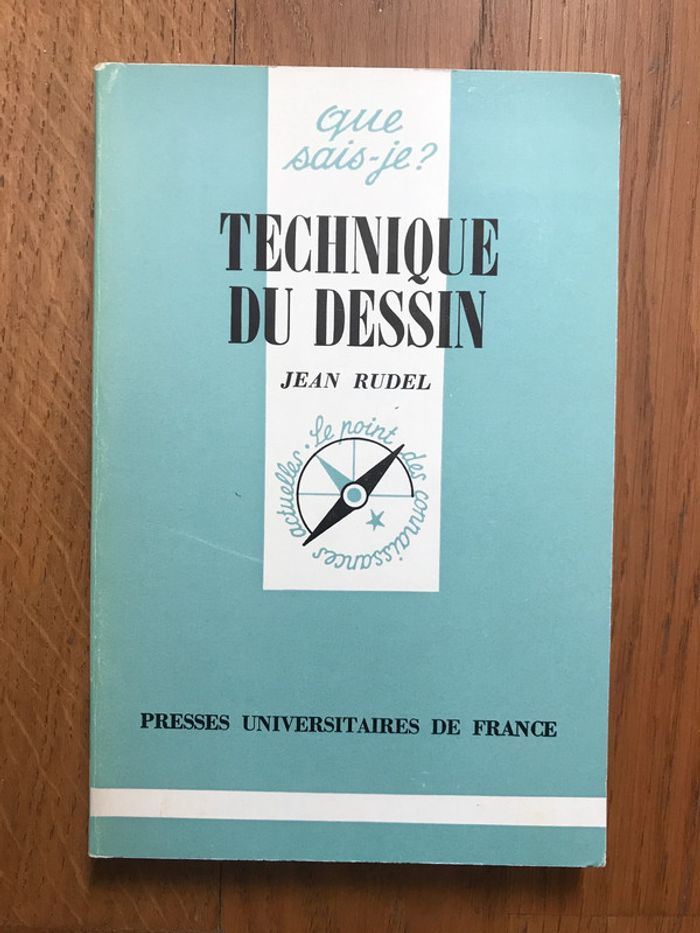 que
sais-je?
TECHNIQUE
DU DESSIN
JEAN RUDEL
le point des connaissances actuelles.
PRESSES UNIVERSITAIRES DE FRANCE